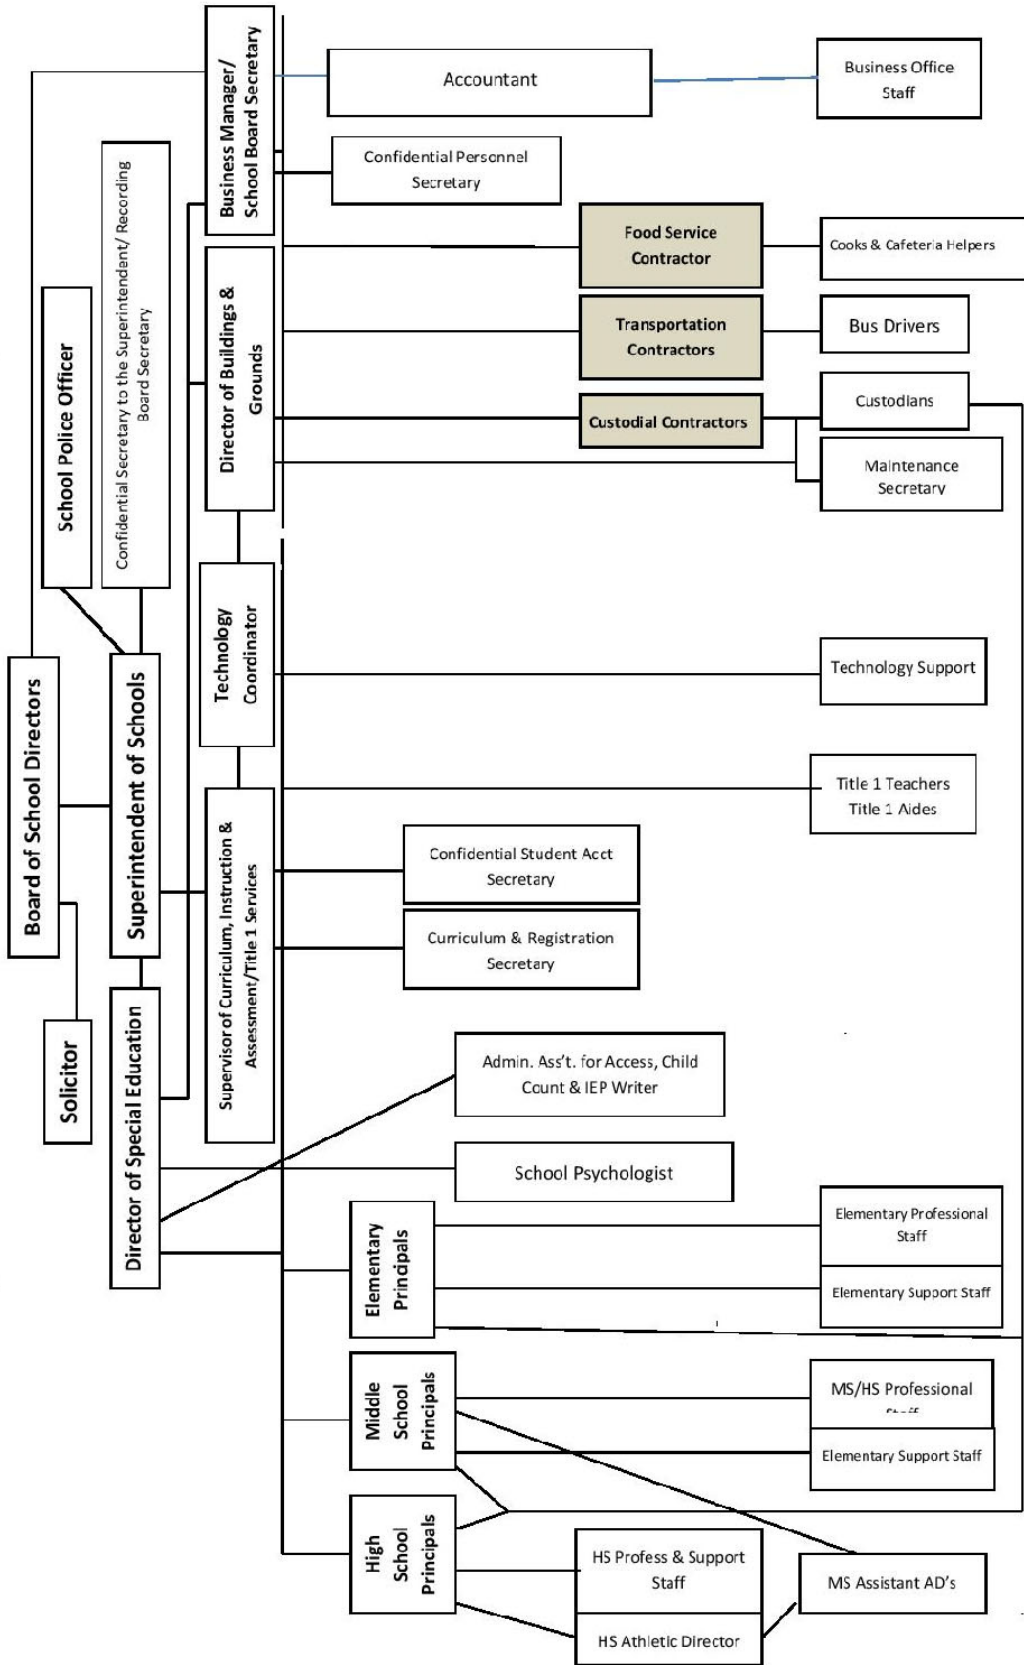 Business Manager/
School Board Secretary
Accountant
Business Office
Staff
Confidential Personnel
Secretary
Confidential Secretary to the Superintendent/ Recording
Board Secretary
School Police Officer
Director of Buildings &
Grounds
Food Service
Contractor
Cooks & Cafeteria Helpers
Transportation
Contractors
Bus Drivers
Custodial Contractors
Custodians
Maintenance
Secretary
Board of School Directors
Superintendent of Schools
Technology
Coordinator
Technology Support
Title 1 Teachers
Title 1 Aides
Supervisor of Curriculum, Instruction &
Assessment/Title 1 Services
Confidential Student Acct
Secretary
Curriculum & Registration
Secretary
Solicitor
Director of Special Education
Admin. Ass’t. for Access, Child
Count & IEP Writer
School Psychologist
Elementary
Principals
Elementary Professional
Staff
Elementary Support Staff
Middle
School
Principals
MS/HS Professional
Staff
Elementary Support Staff
High
School
Principals
HS Profess & Support
Staff
HS Athletic Director
MS Assistant AD’s